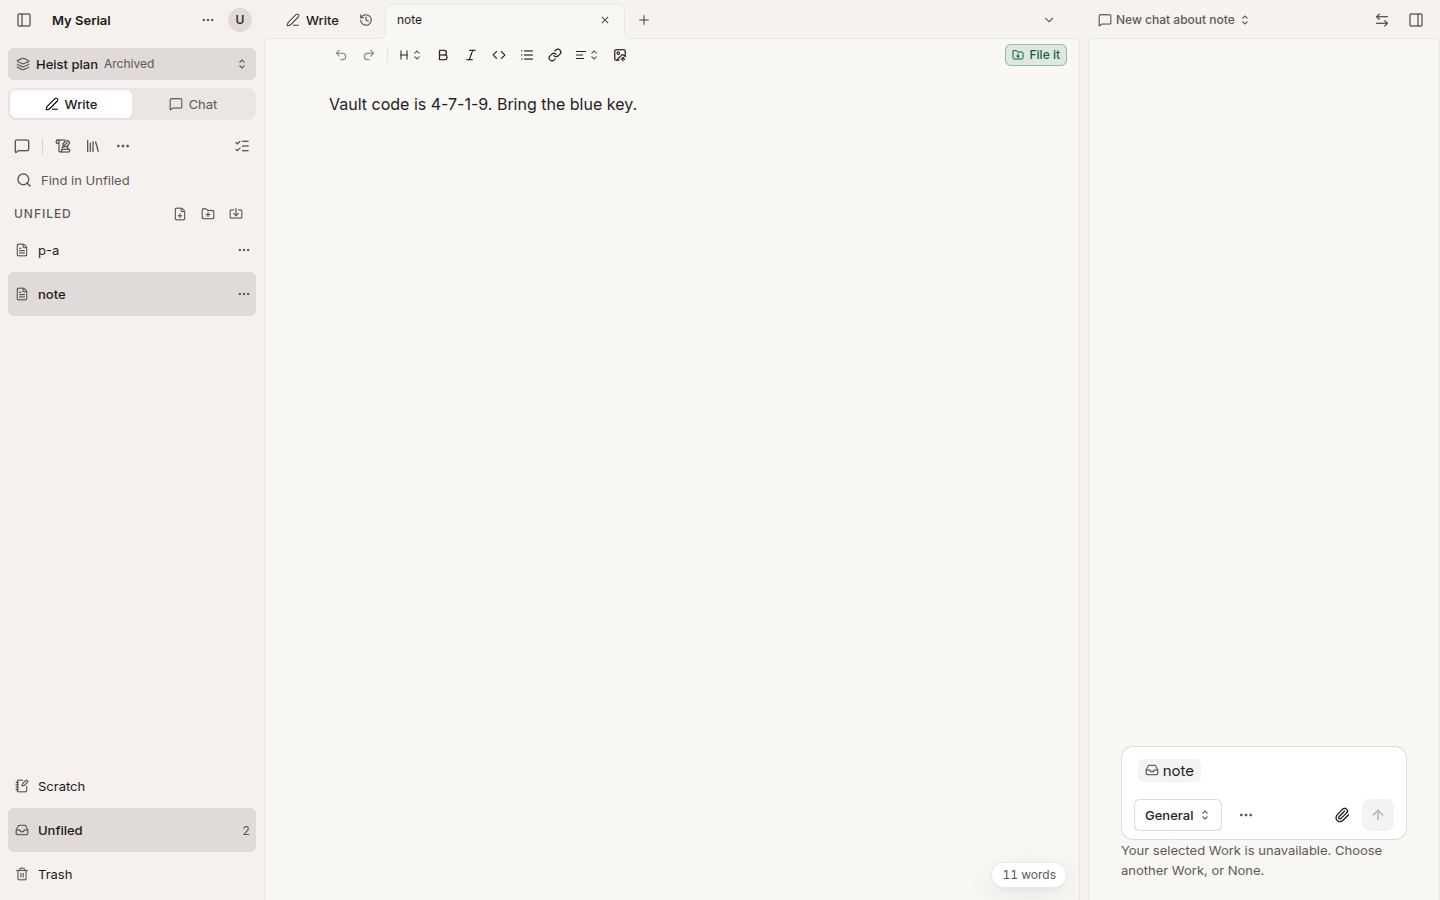 My Serial
U
Write
note
New chat about note
Heist plan Archived
H
B
I
File it
Write
Chat
Vault code is 4-7-1-9. Bring the blue key.
Find in Unfiled
UNFILED
p-a
note
Scratch
Unfiled 2
Trash
note
General
Your selected Work is unavailable. Choose
another Work, or None.
11 words